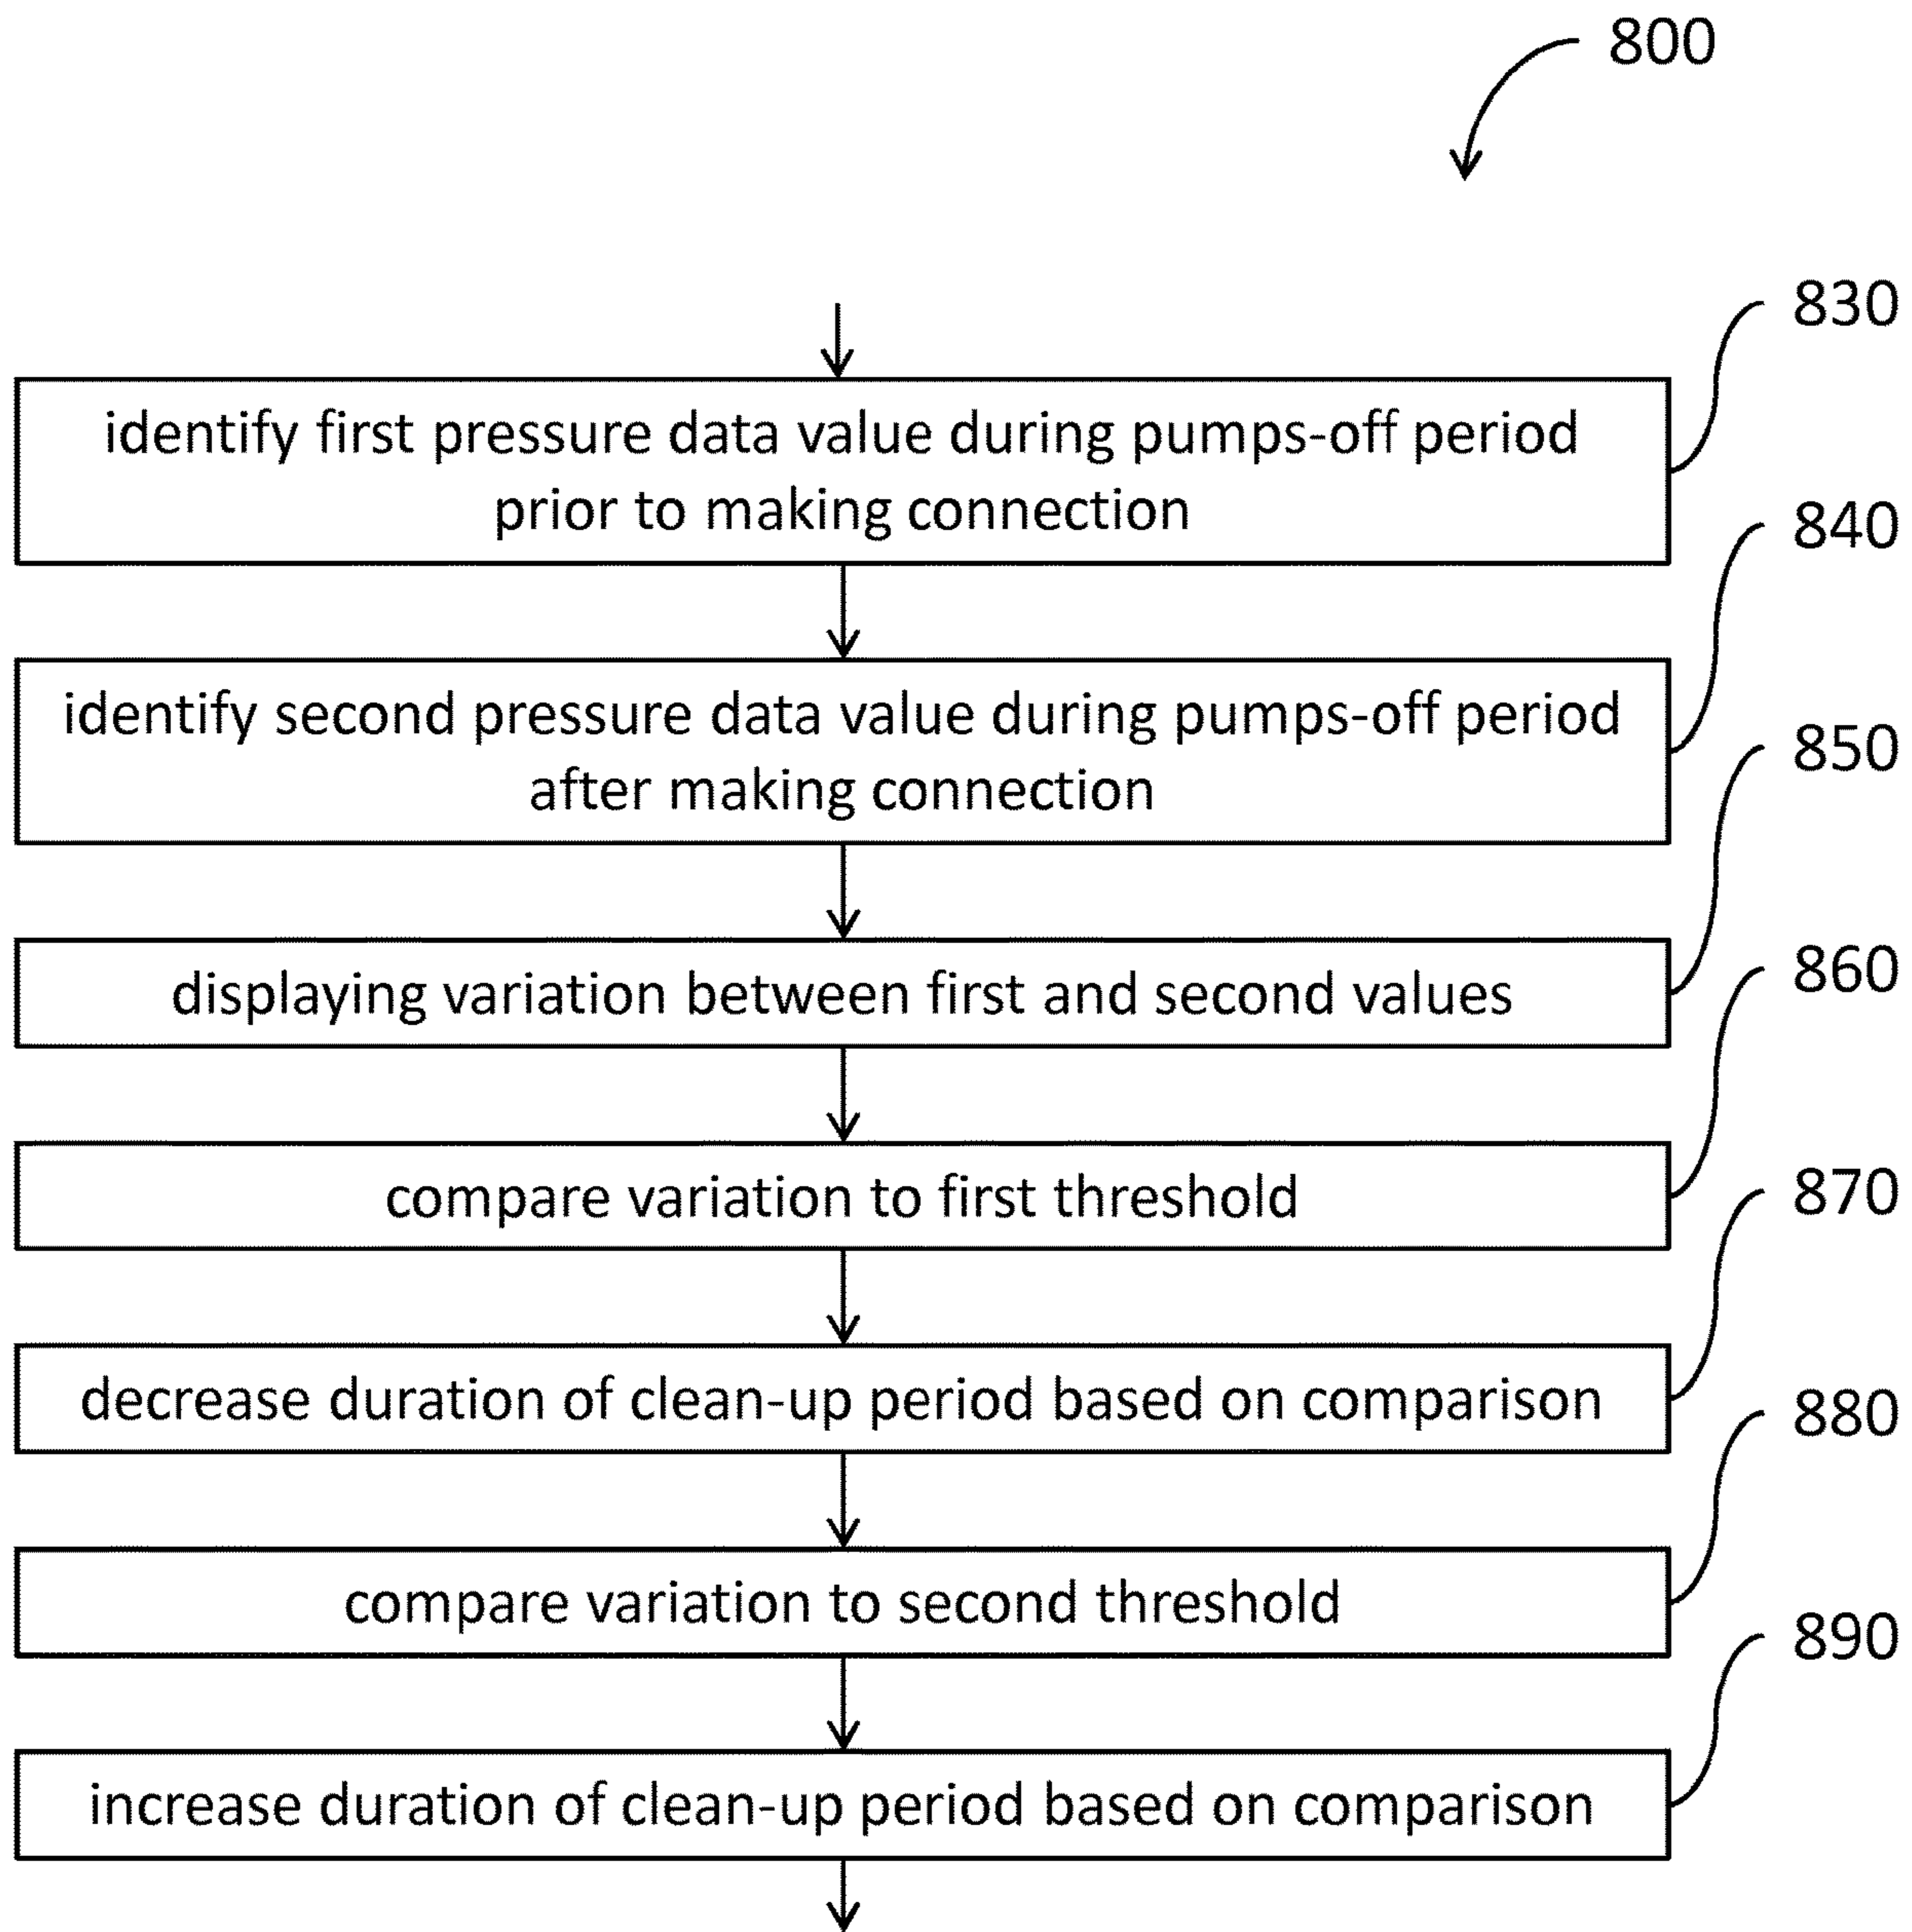 800
830
identify first pressure data value during pumps-off period
prior to making connection
840
identify second pressure data value during pumps-off period
after making connection
850
displaying variation between first and second values
860
compare variation to first threshold
870
decrease duration of clean-up period based on comparison
880
compare variation to second threshold
890
increase duration of clean-up period based on comparison